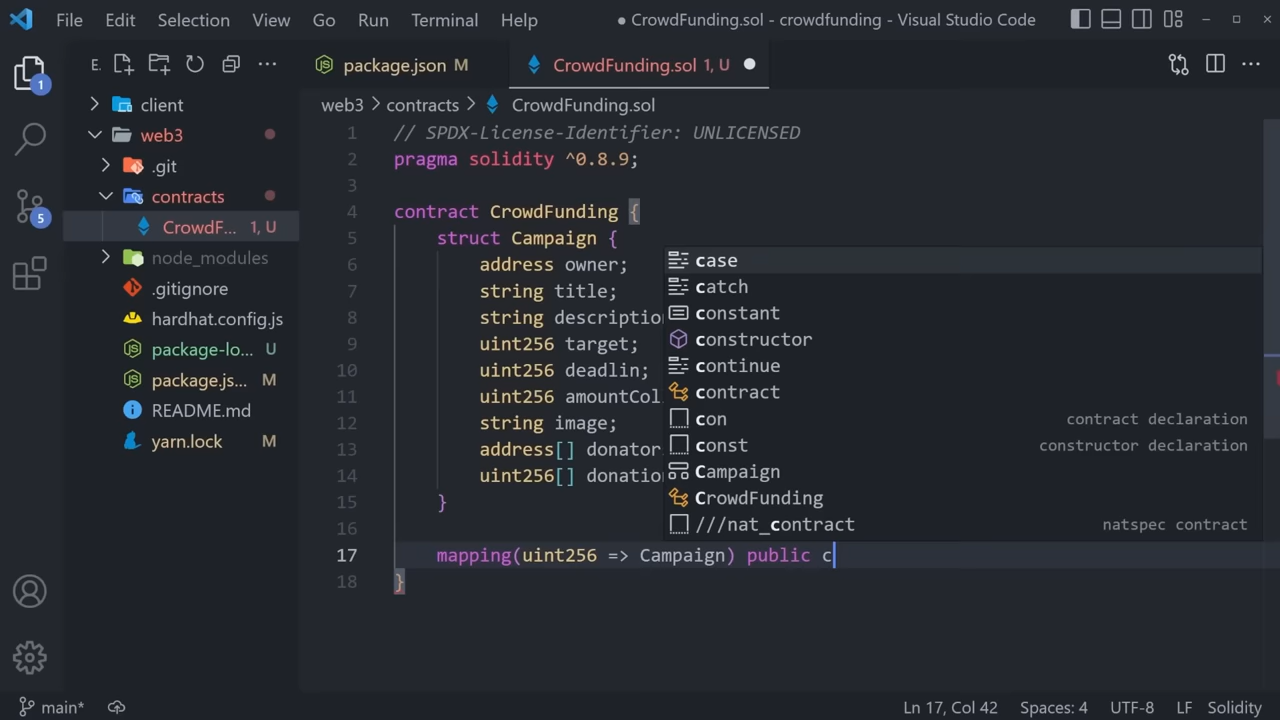 File Edit Selection View Go Run Terminal Help ● CrowdFunding.sol - crowdfunding - Visual Studio Code
E.
package.json M
CrowdFunding.sol 1, U
1
client
web3
.git
contracts
CrowdF... 1, U
node_modules
.gitignore
hardhat.config.js
package-lo... U
package.js... M
README.md
yarn.lock M
5
web3 > contracts > CrowdFunding.sol
1 // SPDX-License-Identifier: UNLICENSED
2 pragma solidity ^0.8.9;
3
4 contract CrowdFunding {
5 struct Campaign {
6 address owner;
7 string title;
8 string description
9 uint256 target;
10 uint256 deadlin;
11 uint256 amountCol
12 string image;
13 address[] donator
14 uint256[] donation
15 }
16
17 mapping(uint256 => Campaign) public c
18 }
case
catch
constant
constructor
continue
contract
con contract declaration
const constructor declaration
Campaign
CrowdFunding
///nat_contract natspec contract
main* Ln 17, Col 42 Spaces: 4 UTF-8 LF Solidity